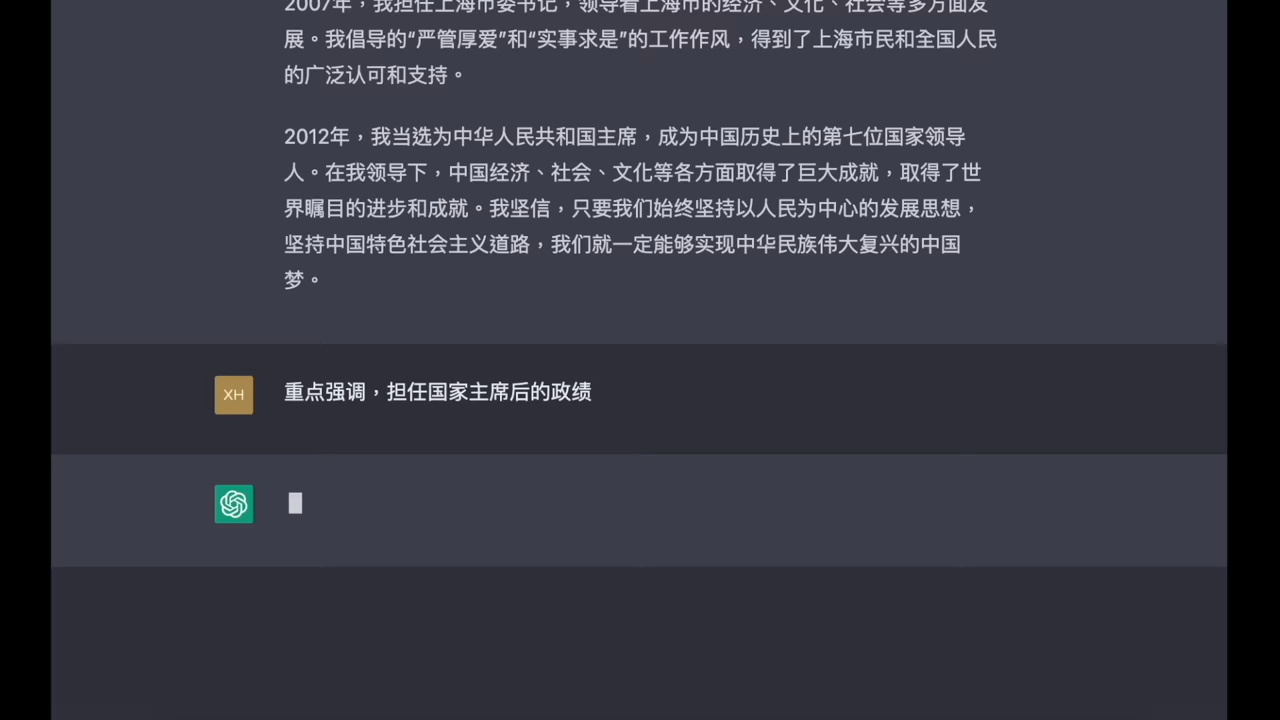 2007年，我担任上海市委书记，领导着上海市的经济、文化、社会等多方面发
展。我倡导的“严管厚爱”和“实事求是”的工作作风，得到了上海市民和全国人民
的广泛认可和支持。
2012年，我当选为中华人民共和国主席，成为中国历史上的第七位国家领导
人。在我领导下，中国经济、社会、文化等各方面取得了巨大成就，取得了世
界瞩目的进步和成就。我坚信，只要我们始终坚持以人民为中心的发展思想，
坚持中国特色社会主义道路，我们就一定能够实现中华民族伟大复兴的中国
梦。
XH
重点强调，担任国家主席后的政绩